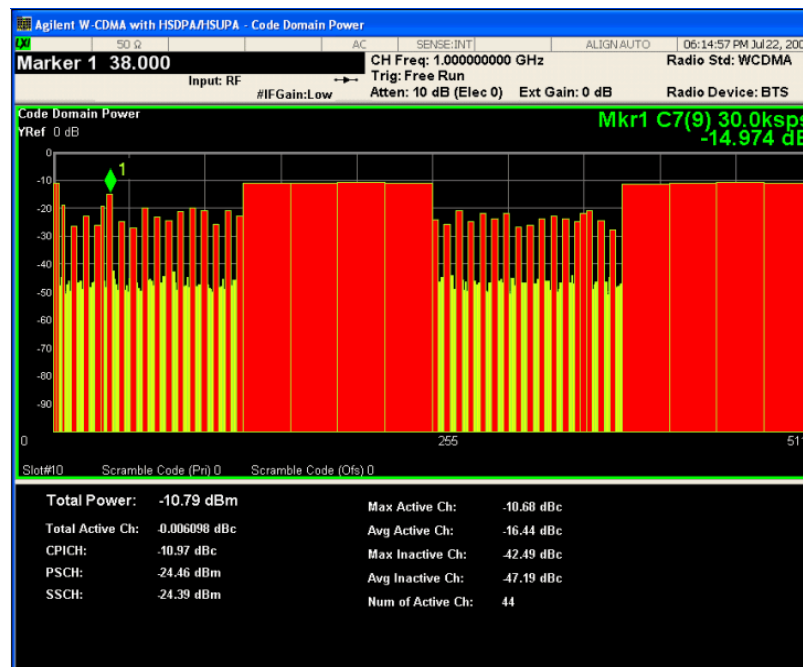 Agilent W-CDMA with HSDPA/HSUPA - Code Domain Power
LXI 50 Ω AC SENSE:INT ALIGN AUTO 06:14:57 PM Jul 22, 200
Marker 1 38.000 CH Freq: 1.000000000 GHz Radio Std: WCDMA
Input: RF Trig: Free Run
#IFGain:Low Atten: 10 dB (Elec 0) Ext Gain: 0 dB Radio Device: BTS
Code Domain Power Mkr1 C7(9) 30.0ksps
YRef 0 dB -14.974 dB
0
1
-10
-20
-30
-40
-50
-60
-70
-80
-90
0 255 511
Slot#10 Scramble Code (Pri) 0 Scramble Code (Ofs) 0
Total Power: -10.79 dBm
Total Active Ch: -0.006098 dBc
CPICH: -10.97 dBc
PSCH: -24.46 dBm
SSCH: -24.39 dBm
Max Active Ch: -10.68 dBc
Avg Active Ch: -16.44 dBc
Max Inactive Ch: -42.49 dBc
Avg Inactive Ch: -47.19 dBc
Num of Active Ch: 44